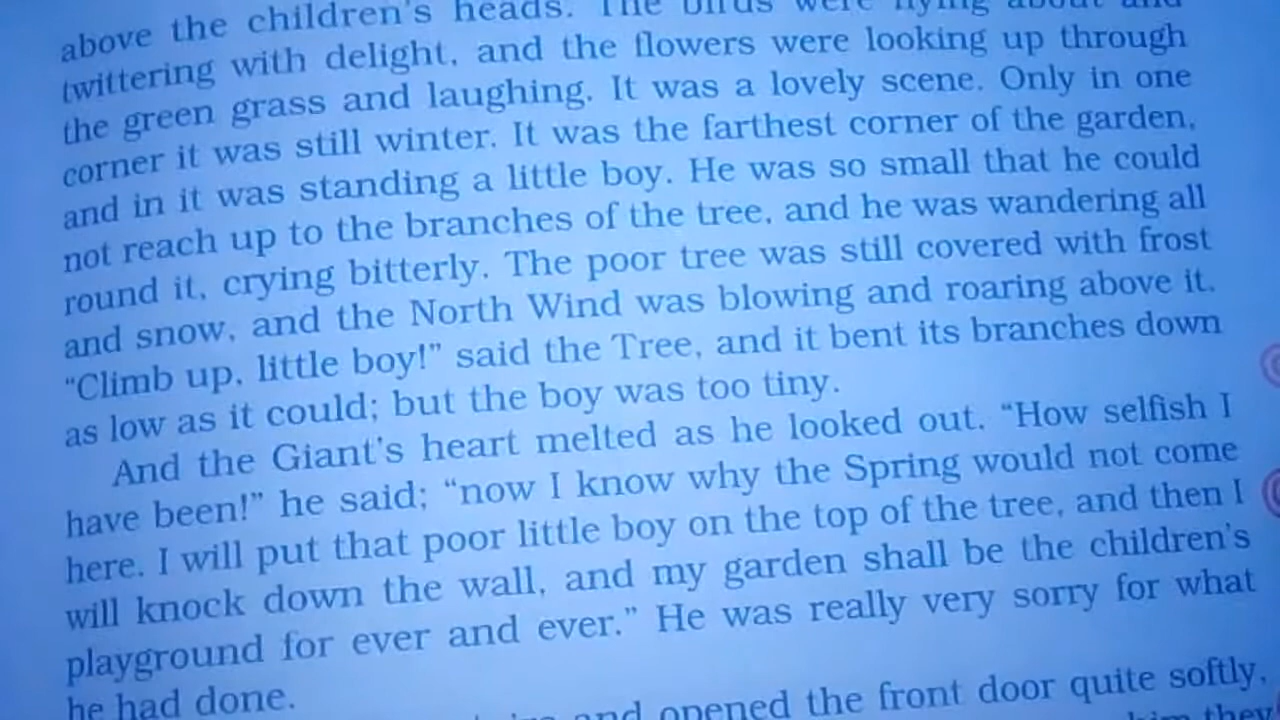 above the children's heads. The birds were flying about and
twittering with delight, and the flowers were looking up through
the green grass and laughing. It was a lovely scene. Only in one
corner it was still winter. It was the farthest corner of the garden,
and in it was standing a little boy. He was so small that he could
not reach up to the branches of the tree, and he was wandering all
round it, crying bitterly. The poor tree was still covered with frost
and snow, and the North Wind was blowing and roaring above it.
“Climb up, little boy!” said the Tree, and it bent its branches down
as low as it could; but the boy was too tiny.
And the Giant's heart melted as he looked out. “How selfish I
have been!” he said; “now I know why the Spring would not come
here. I will put that poor little boy on the top of the tree, and then I
will knock down the wall, and my garden shall be the children's
playground for ever and ever.” He was really very sorry for what
he had done.
and opened the front door quite softly,
him they